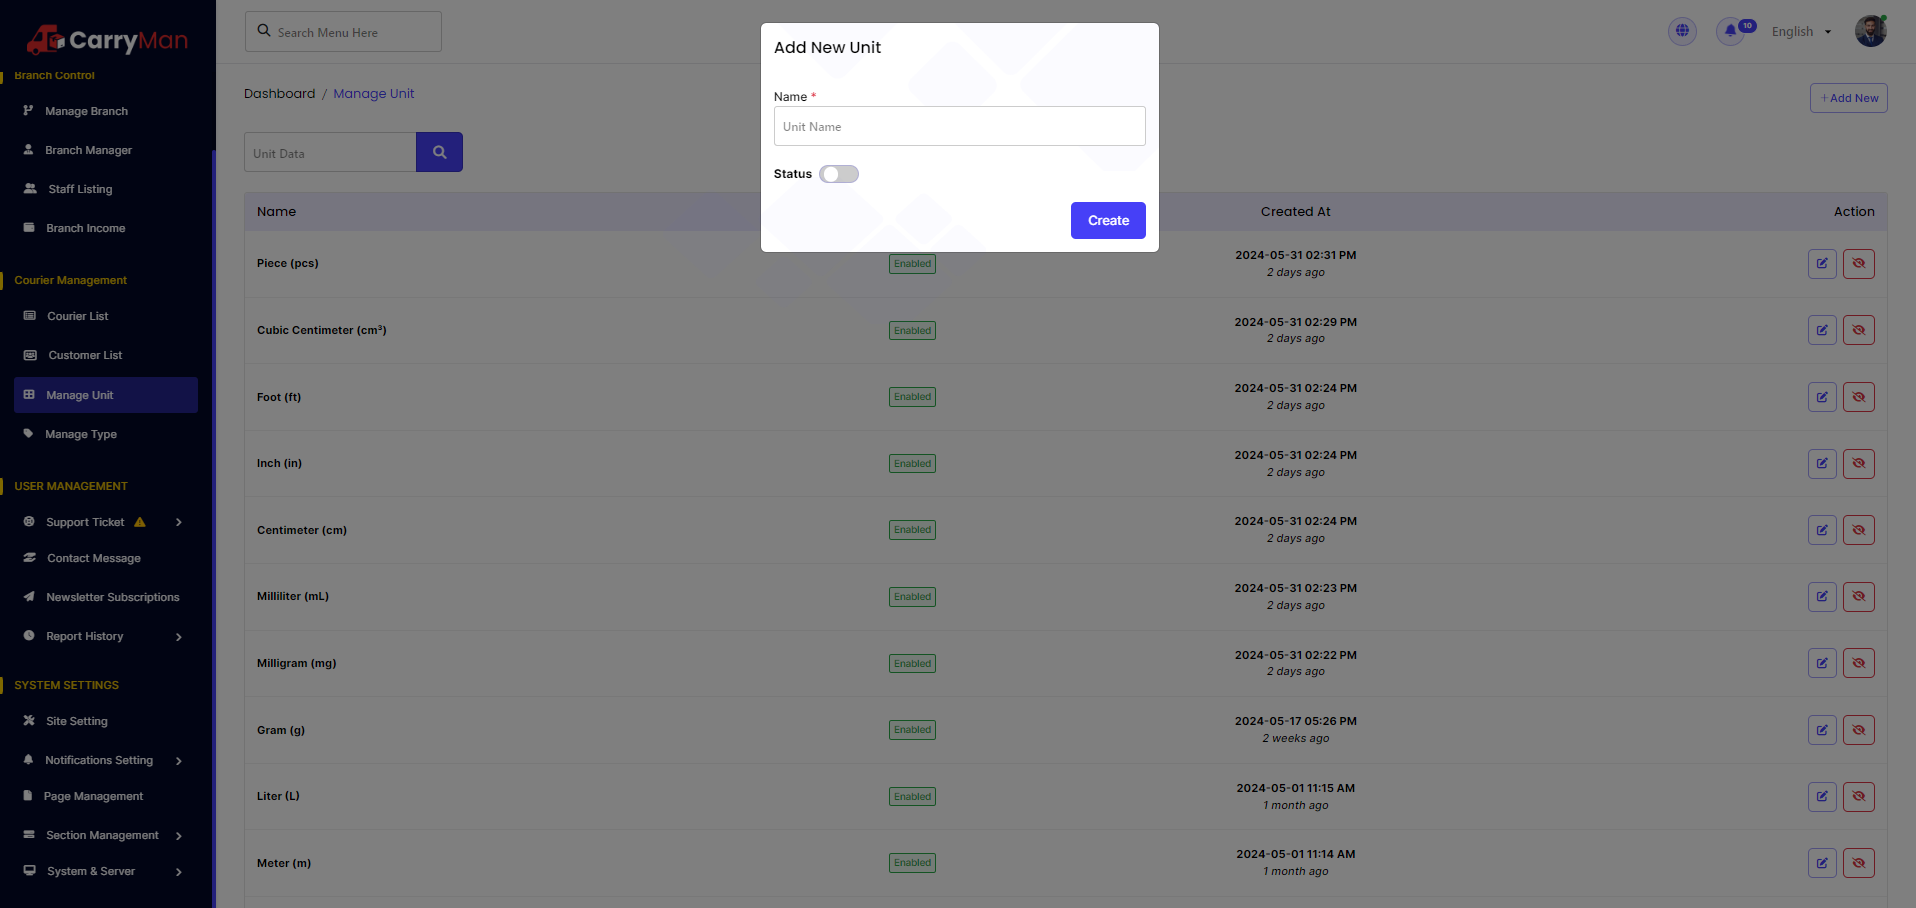 CarryMan
Branch Control
Manage Branch
Branch Manager
Staff Listing
Branch Income
Courier Management
Courier List
Customer List
Manage Unit
Manage Type
USER MANAGEMENT
Support Ticket
Contact Message
Newsletter Subscriptions
Report History
SYSTEM SETTINGS
Site Setting
Notifications Setting
Page Management
Section Management
System & Server
Search Menu Here
10
English
Dashboard / Manage Unit
+Add New
Unit Data
Add New Unit
Name *
Unit Name
Status
Create
Name Created At Action
Piece (pcs) Enabled 2024-05-31 02:31 PM
2 days ago
Cubic Centimeter (cm³) Enabled 2024-05-31 02:29 PM
2 days ago
Foot (ft) Enabled 2024-05-31 02:24 PM
2 days ago
Inch (in) Enabled 2024-05-31 02:24 PM
2 days ago
Centimeter (cm) Enabled 2024-05-31 02:24 PM
2 days ago
Milliliter (mL) Enabled 2024-05-31 02:23 PM
2 days ago
Milligram (mg) Enabled 2024-05-31 02:22 PM
2 days ago
Gram (g) Enabled 2024-05-17 05:26 PM
2 weeks ago
Liter (L) Enabled 2024-05-01 11:15 AM
1 month ago
Meter (m) Enabled 2024-05-01 11:14 AM
1 month ago